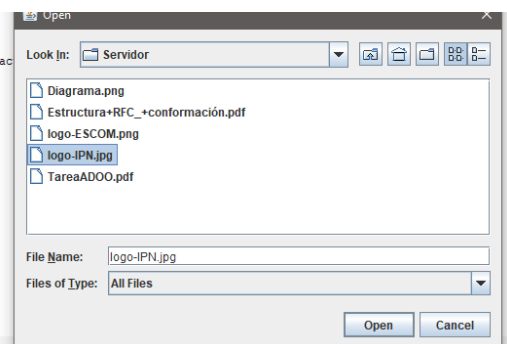 Open
ac
Look In: Servidor
Diagrama.png
Estructura+RFC_+conformación.pdf
logo-ESCOM.png
logo-IPN.jpg
TareaADOO.pdf
File Name: logo-IPN.jpg
Files of Type: All Files
Open Cancel